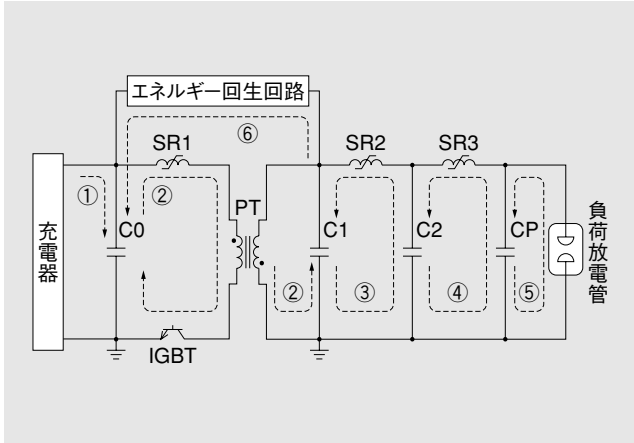 エネルギー回生回路
⑥
SR1
SR2
SR3
①
②
PT
充電器
C0
C1
C2
CP
負荷放電管
②
③
④
⑤
IGBT